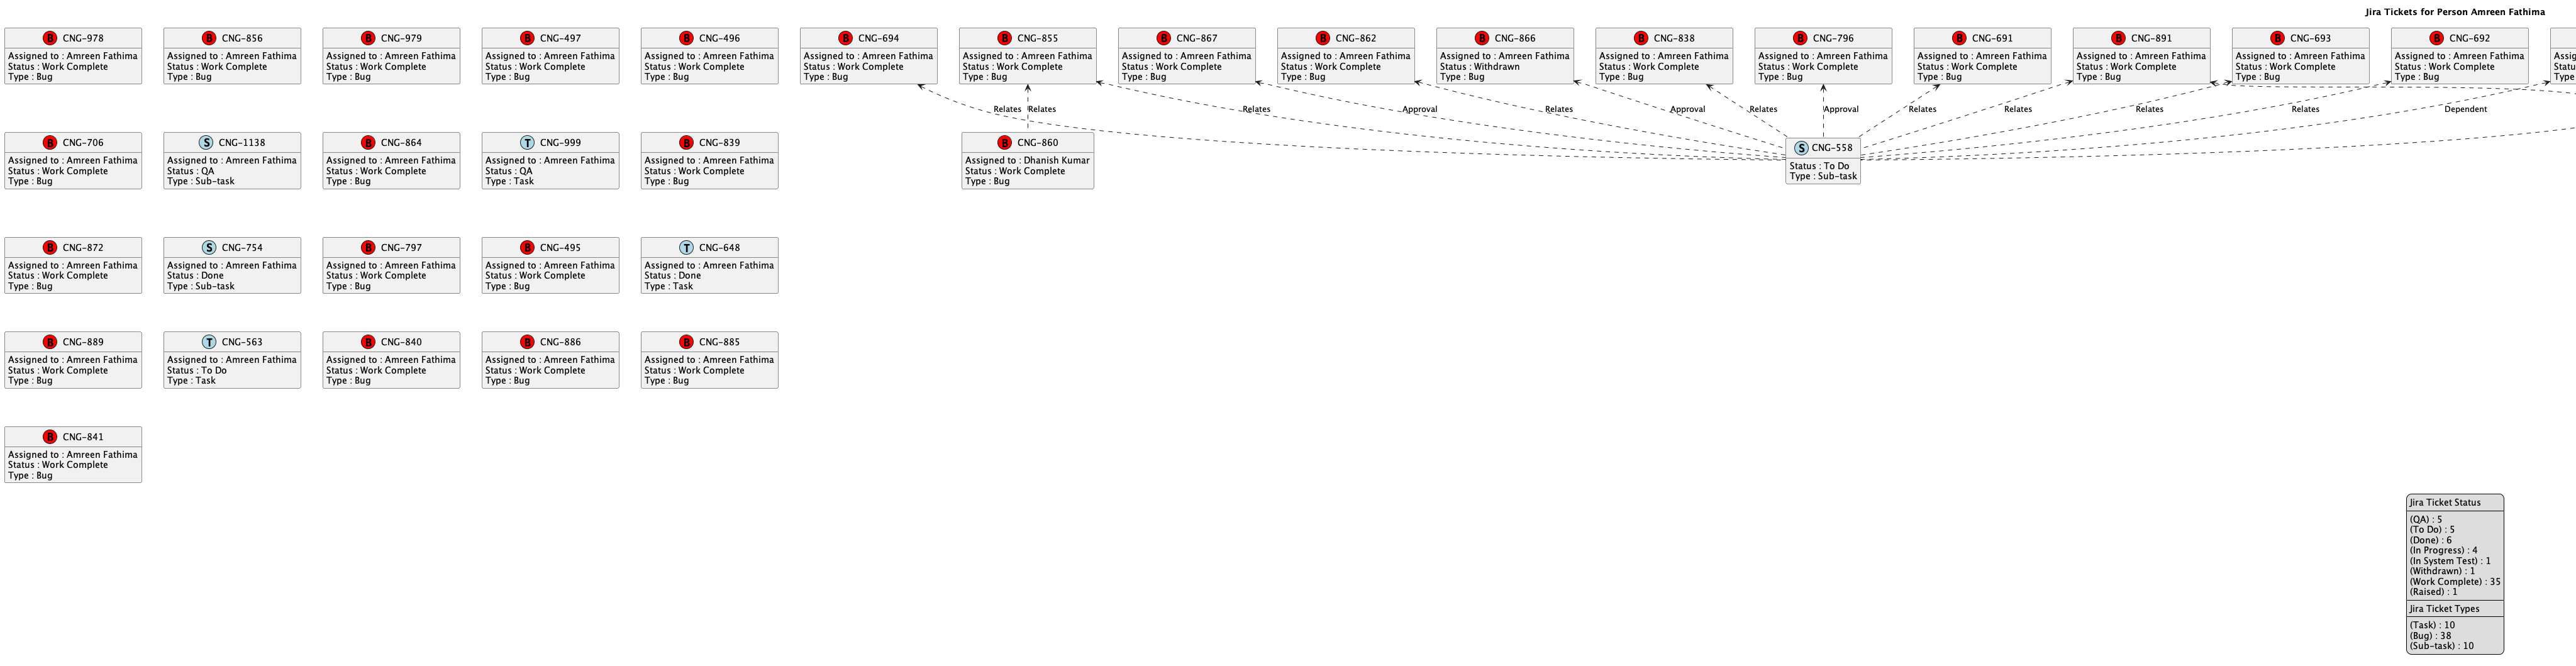 Jira Tickets for Person Amreen Fathima
B CNG-978
Assigned to : Amreen Fathima
Status : Work Complete
Type : Bug
B CNG-856
Assigned to : Amreen Fathima
Status : Work Complete
Type : Bug
B CNG-979
Assigned to : Amreen Fathima
Status : Work Complete
Type : Bug
B CNG-497
Assigned to : Amreen Fathima
Status : Work Complete
Type : Bug
B CNG-496
Assigned to : Amreen Fathima
Status : Work Complete
Type : Bug
B CNG-694
Assigned to : Amreen Fathima
Status : Work Complete
Type : Bug
B CNG-855
Assigned to : Amreen Fathima
Status : Work Complete
Type : Bug
B CNG-867
Assigned to : Amreen Fathima
Status : Work Complete
Type : Bug
B CNG-862
Assigned to : Amreen Fathima
Status : Work Complete
Type : Bug
B CNG-866
Assigned to : Amreen Fathima
Status : Withdrawn
Type : Bug
B CNG-838
Assigned to : Amreen Fathima
Status : Work Complete
Type : Bug
B CNG-796
Assigned to : Amreen Fathima
Status : Work Complete
Type : Bug
B CNG-691
Assigned to : Amreen Fathima
Status : Work Complete
Type : Bug
B CNG-891
Assigned to : Amreen Fathima
Status : Work Complete
Type : Bug
B CNG-693
Assigned to : Amreen Fathima
Status : Work Complete
Type : Bug
B CNG-692
Assigned to : Amreen Fathima
Status : Work Complete
Type : Bug
Type
Relates
Relates
Relates
Approval
Relates
Approval
Relates
Approval
Relates
Relates
Relates
Relates
Dependent
B CNG-706
Assigned to : Amreen Fathima
Status : Work Complete
Type : Bug
S CNG-1138
Assigned to : Amreen Fathima
Status : QA
Type : Sub-task
B CNG-864
Assigned to : Amreen Fathima
Status : Work Complete
Type : Bug
T CNG-999
Assigned to : Amreen Fathima
Status : QA
Type : Task
B CNG-839
Assigned to : Amreen Fathima
Status : Work Complete
Type : Bug
B CNG-860
Assigned to : Dhanish Kumar
Status : Work Complete
Type : Bug
S CNG-558
Status : To Do
Type : Sub-task
B CNG-872
Assigned to : Amreen Fathima
Status : Work Complete
Type : Bug
S CNG-754
Assigned to : Amreen Fathima
Status : Done
Type : Sub-task
B CNG-797
Assigned to : Amreen Fathima
Status : Work Complete
Type : Bug
B CNG-495
Assigned to : Amreen Fathima
Status : Work Complete
Type : Bug
T CNG-648
Assigned to : Amreen Fathima
Status : Done
Type : Task
B CNG-889
Assigned to : Amreen Fathima
Status : Work Complete
Type : Bug
T CNG-563
Assigned to : Amreen Fathima
Status : To Do
Type : Task
B CNG-840
Assigned to : Amreen Fathima
Status : Work Complete
Type : Bug
B CNG-886
Assigned to : Amreen Fathima
Status : Work Complete
Type : Bug
B CNG-885
Assigned to : Amreen Fathima
Status : Work Complete
Type : Bug
B CNG-841
Assigned to : Amreen Fathima
Status : Work Complete
Type : Bug
Jira Ticket Status
(QA) : 5
(To Do) : 5
(Done) : 6
(In Progress) : 4
(In System Test) : 1
(Withdrawn) : 1
(Work Complete) : 35
(Raised) : 1
Jira Ticket Types
(Task) : 10
(Bug) : 38
(Sub-task) : 10